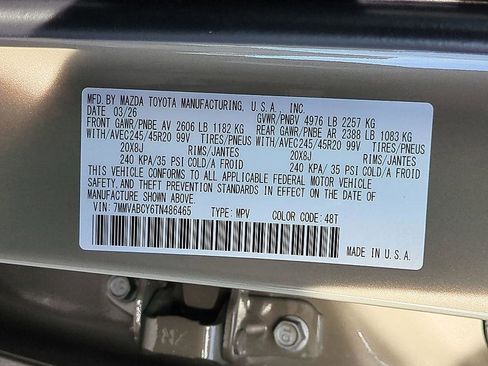 MFD. BY MAZDA TOYOTA MANUFACTURING, U.S.A., INC.
DATE 03/26 GVWR/PNBV 4976 LB 2257 KG
FRONT GAWR/PNBE AV 2606 LB 1182 KG REAR GAWR/PNBE AR 2388 LB 1083 KG
WITH/AVEC245/45R20 99V TIRES/PNEUS WITH/AVEC245/45R20 99V TIRES/PNEUS
20X8J RIMS/JANTES 20X8J RIMS/JANTES
240 KPA/35 PSI COLD/A FROID 240 KPA/35 PSI COLD/A FROID
THIS VEHICLE CONFORMS TO ALL APPLICABLE FEDERAL MOTOR VEHICLE
SAFETY, AND THEFT PREVENTION STANDARDS IN EFFECT ON THE DATE OF
MANUFACTURE SHOWN ABOVE.
VIN: 7MMVABCY6TN486465 TYPE: MPV COLOR CODE: 48T
MADE IN U.S.A.